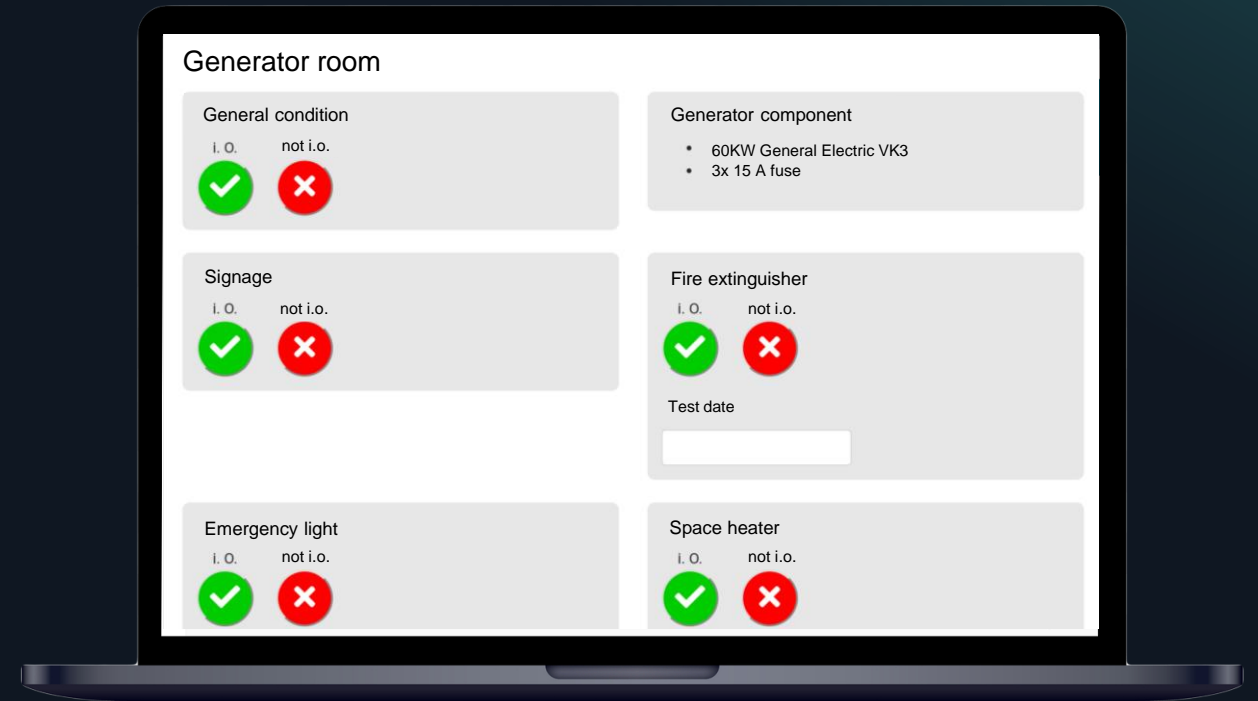 Generator room
General condition
i. O. not i.o.
Generator component
• 60KW General Electric VK3
• 3x 15 A fuse
Signage
i. O. not i.o.
Fire extinguisher
i. O. not i.o.
Test date
Emergency light
i. O. not i.o.
Space heater
i. O. not i.o.